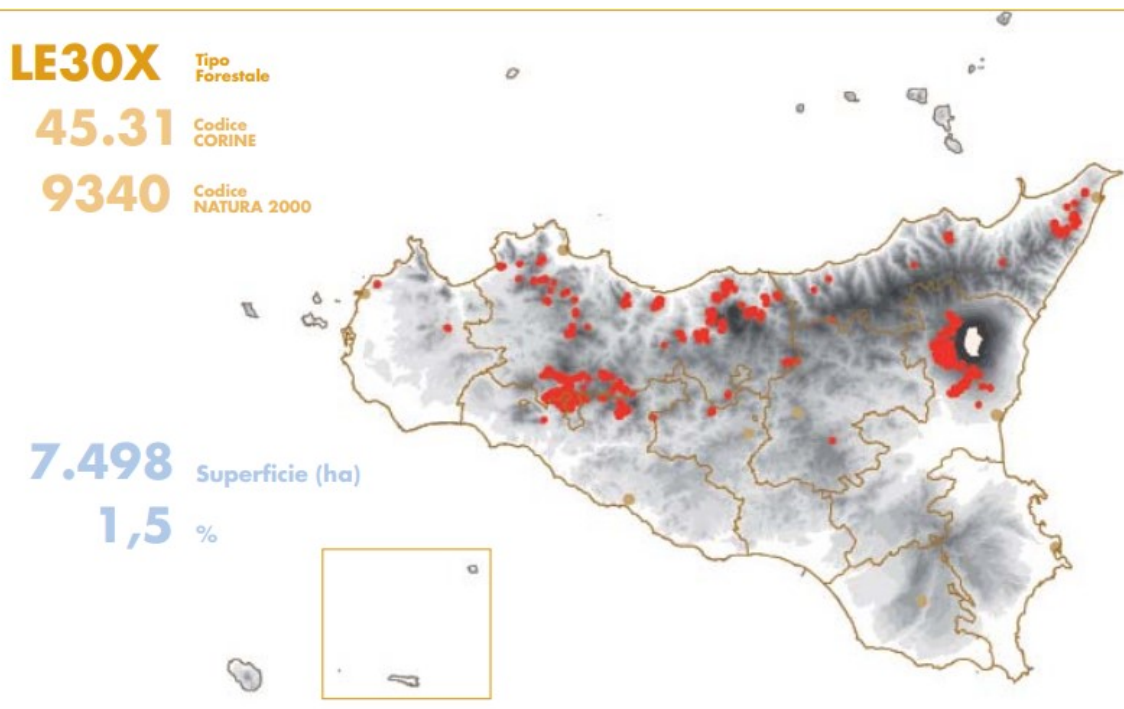 LE30X Tipo
Forestale
45.31 Codice
CORINE
9340 Codice
NATURA 2000
7.498 Superficie (ha)
1,5 %